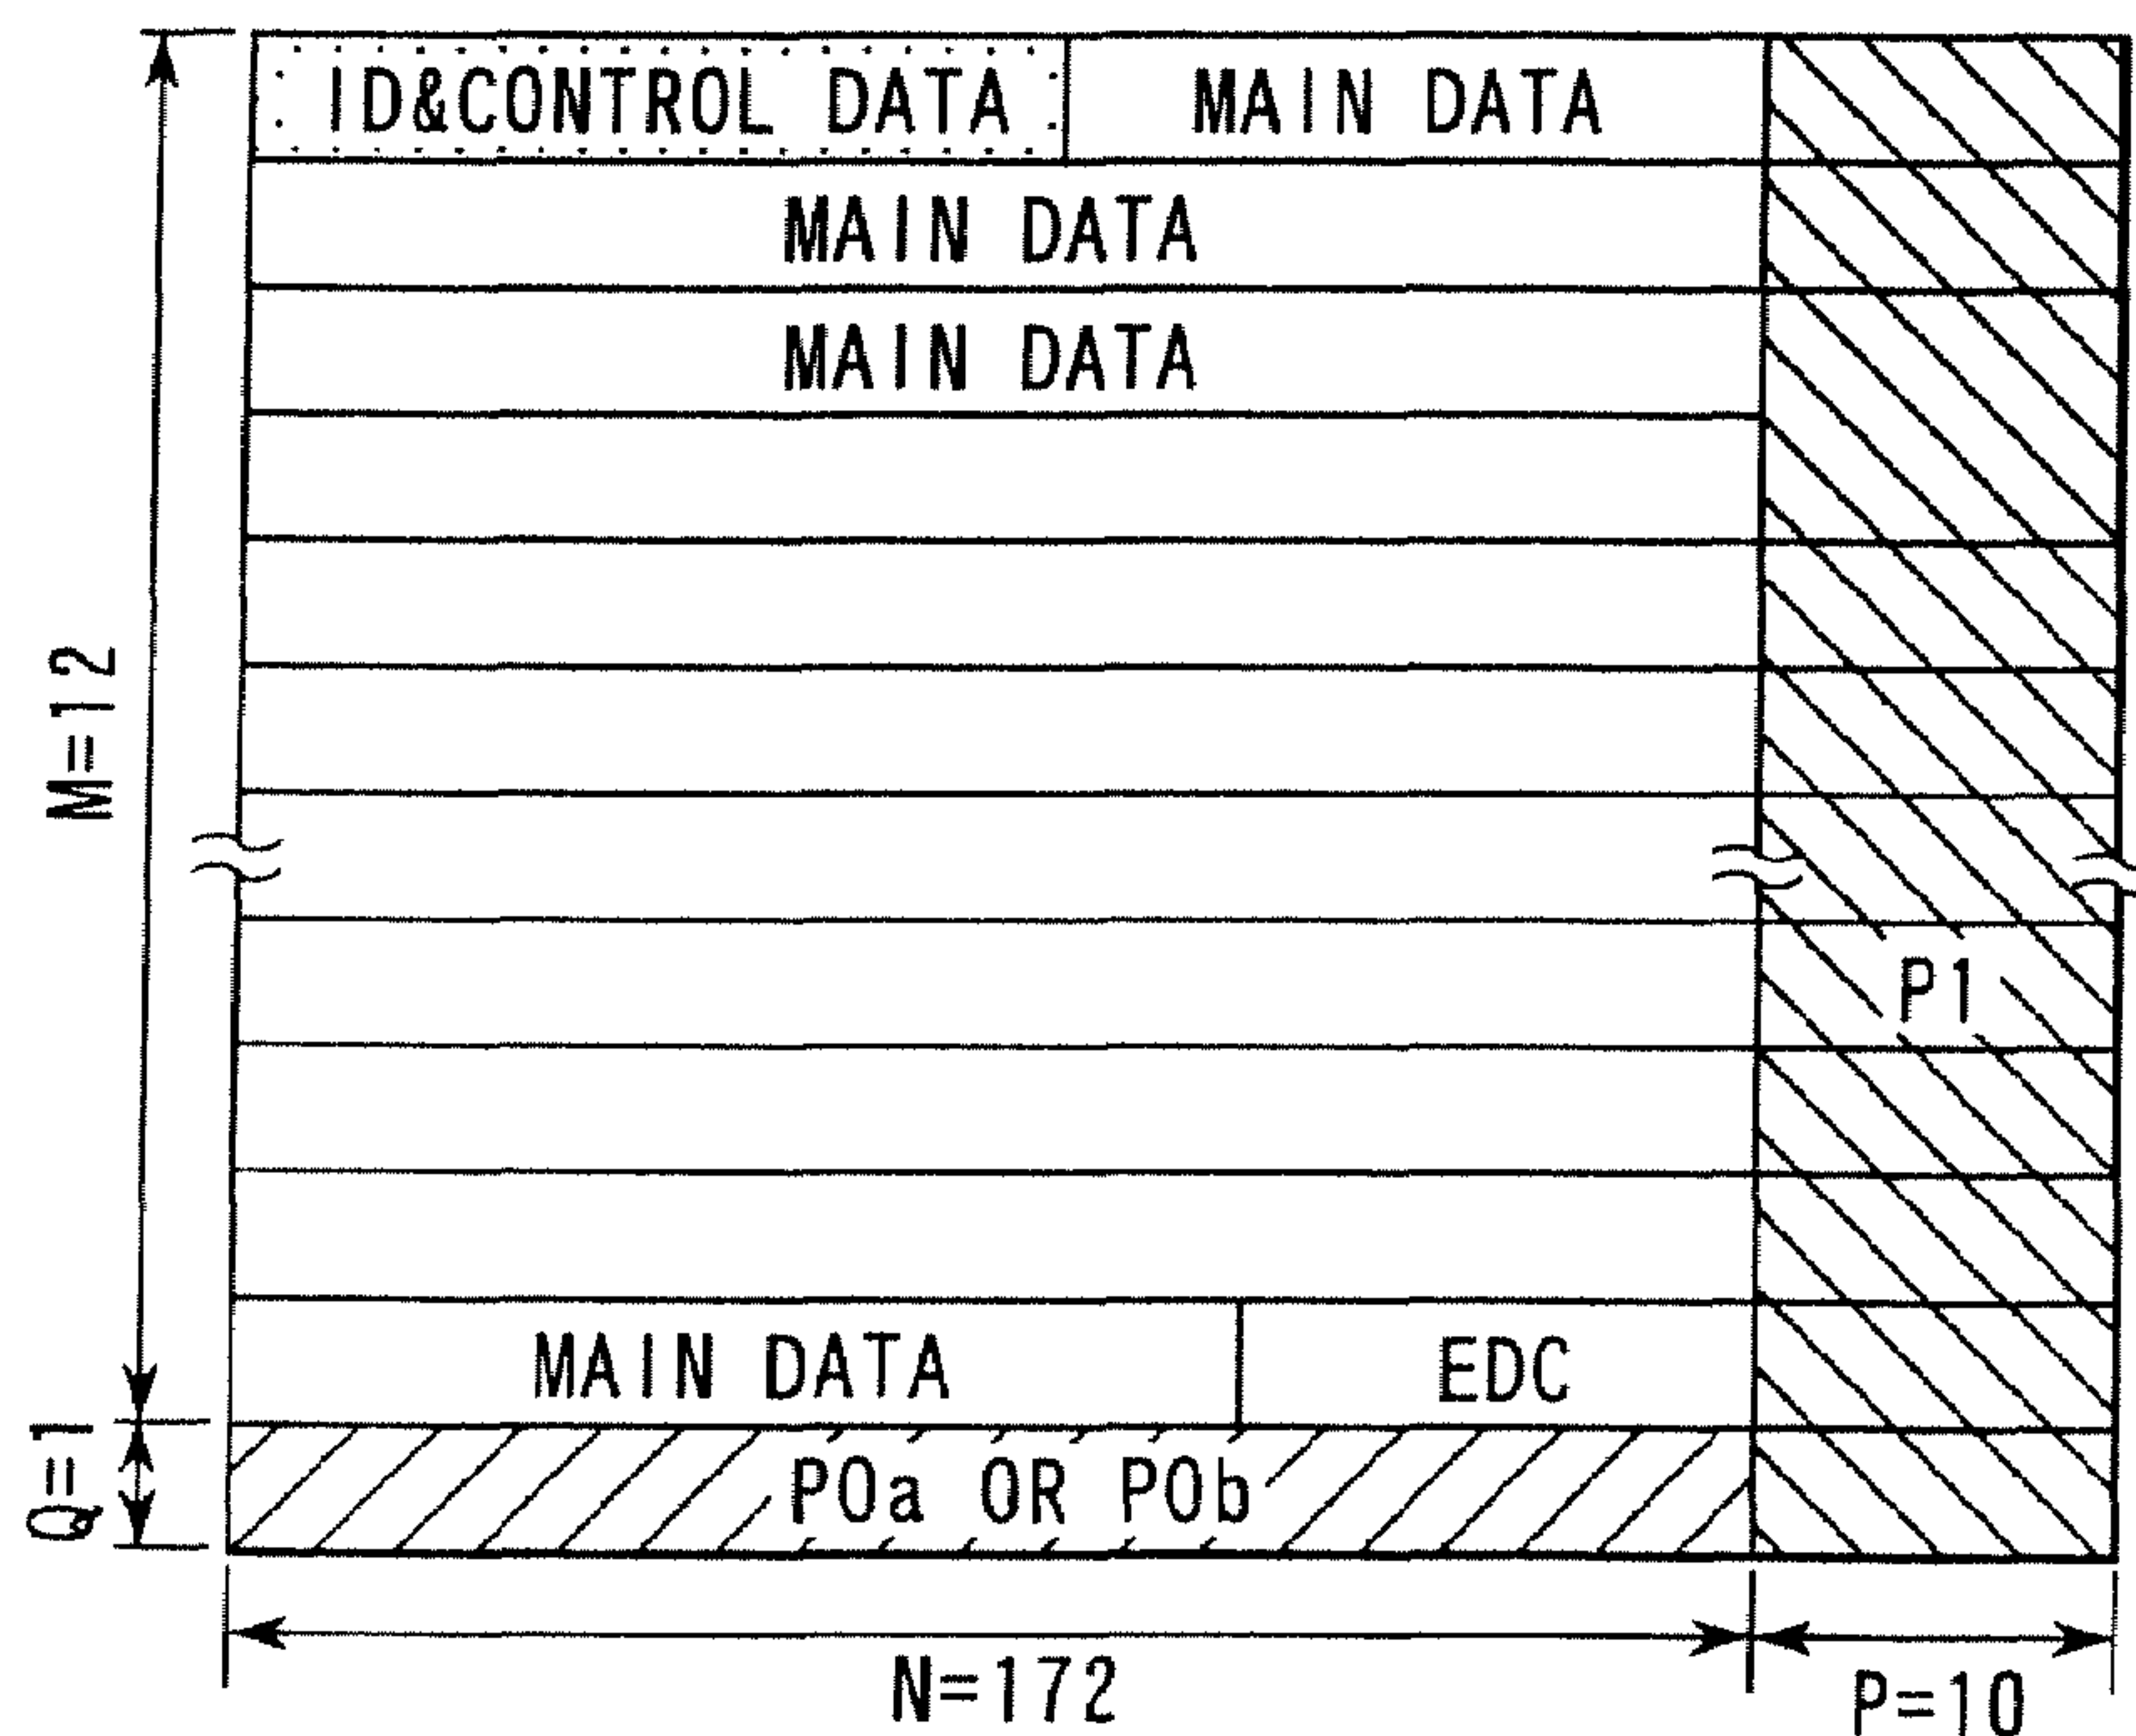 ID&CONTROL DATA MAIN DATA
MAIN DATA
MAIN DATA
M=12
P1
MAIN DATA EDC
Q=1
POa OR POb
N=172
P=10